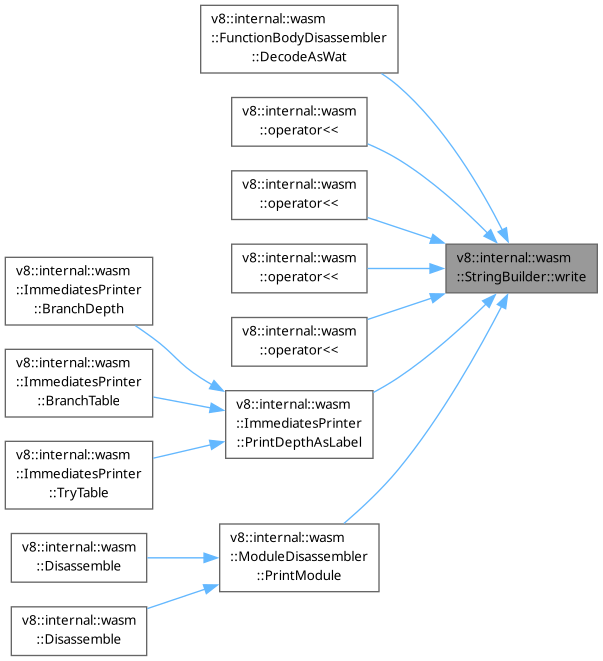 v8::internal::wasm
::FunctionBodyDisassembler
::DecodeAsWat
v8::internal::wasm
::operator<<
v8::internal::wasm
::operator<<
v8::internal::wasm
::operator<<
v8::internal::wasm
::operator<<
v8::internal::wasm
::StringBuilder::write
v8::internal::wasm
::ImmediatesPrinter
::BranchDepth
v8::internal::wasm
::ImmediatesPrinter
::BranchTable
v8::internal::wasm
::ImmediatesPrinter
::TryTable
v8::internal::wasm
::ImmediatesPrinter
::PrintDepthAsLabel
v8::internal::wasm
::Disassemble
v8::internal::wasm
::Disassemble
v8::internal::wasm
::ModuleDisassembler
::PrintModule